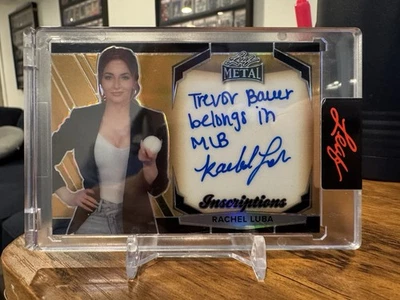 Leaf
METAL
Trevor Bauer
belongs in
MLB
Rachel Luba
Inscriptions
RACHEL LUBA
Leaf